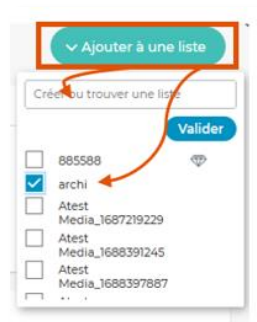 Ajouter à une liste
Créer ou trouver une liste
Valider
885588
archi
Atest
Media_1687219229
Atest
Media_1688391245
Atest
Media_1688397887